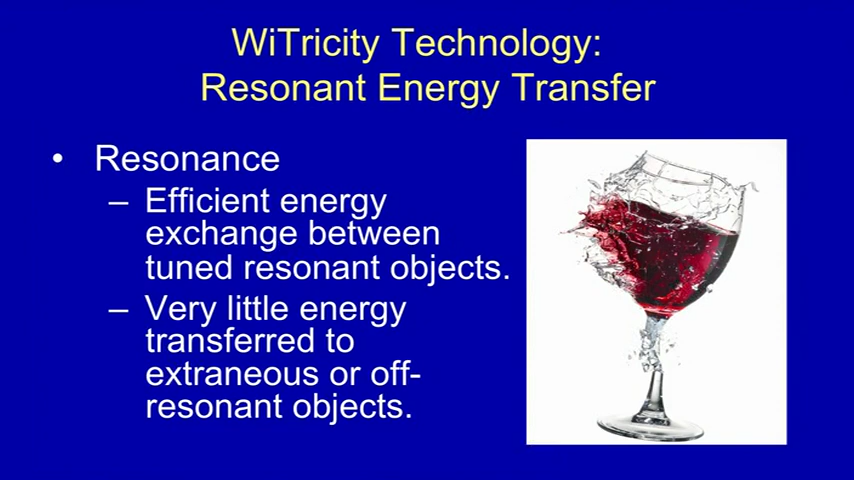 WiTricity Technology:
Resonant Energy Transfer
• Resonance
– Efficient energy
exchange between
tuned resonant objects.
– Very little energy
transferred to
extraneous or off-
resonant objects.